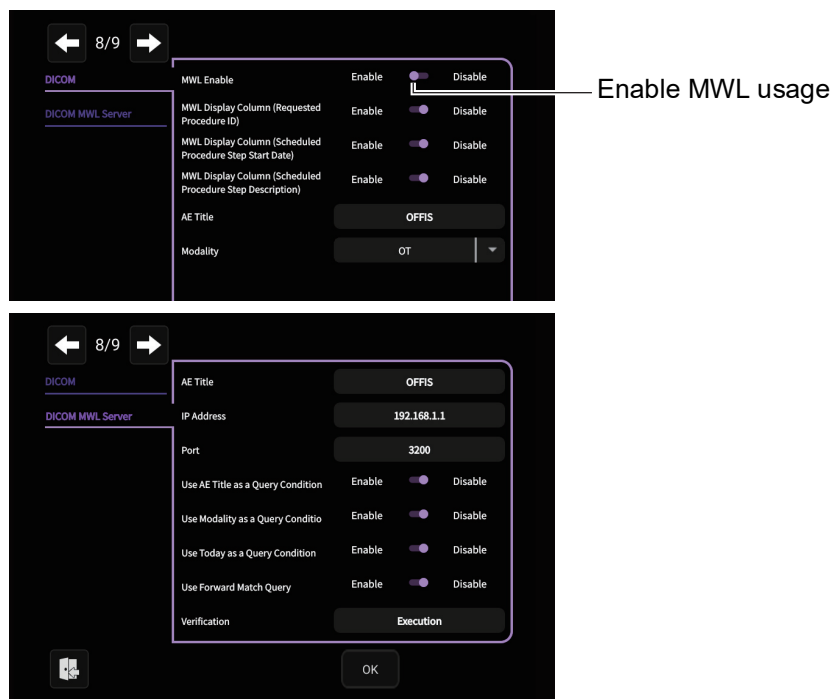 8/9
DICOM
DICOM MWL Server
MWL Enable Enable Disable
Enable MWL usage
MWL Display Column (Requested
Procedure ID) Enable Disable
MWL Display Column (Scheduled
Procedure Step Start Date) Enable Disable
MWL Display Column (Scheduled
Procedure Step Description) Enable Disable
AE Title OFFIS
Modality OT
8/9
DICOM
DICOM MWL Server
AE Title OFFIS
IP Address 192.168.1.1
Port 3200
Use AE Title as a Query Condition Enable Disable
Use Modality as a Query Conditio Enable Disable
Use Today as a Query Condition Enable Disable
Use Forward Match Query Enable Disable
Verification Execution
OK